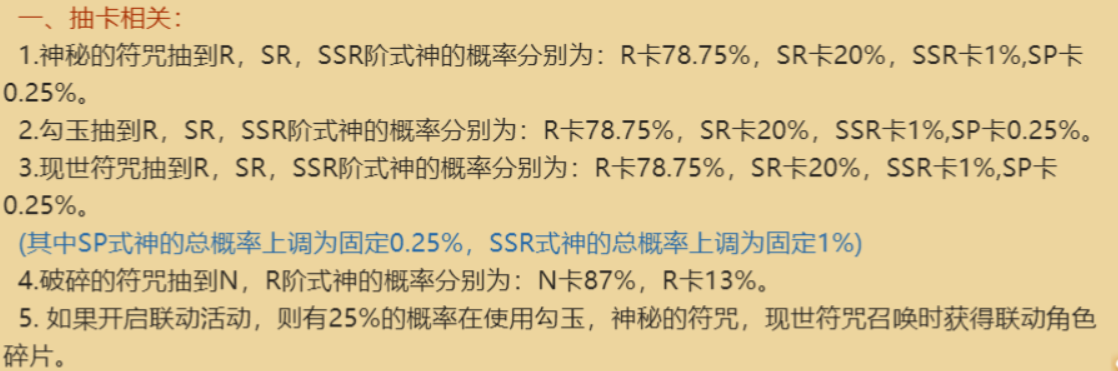 一、抽卡相关：
1.神秘的符咒抽到R，SR，SSR阶式神的概率分别为：R卡78.75%，SR卡20%，SSR卡1%,SP卡
0.25%。
2.勾玉抽到R，SR，SSR阶式神的概率分别为：R卡78.75%，SR卡20%，SSR卡1%,SP卡0.25%。
3.现世符咒抽到R，SR，SSR阶式神的概率分别为：R卡78.75%，SR卡20%，SSR卡1%,SP卡
0.25%。
(其中SP式神的总概率上调为固定0.25%，SSR式神的总概率上调为固定1%)
4.破碎的符咒抽到N，R阶式神的概率分别为：N卡87%，R卡13%。
5. 如果开启联动活动，则有25%的概率在使用勾玉，神秘的符咒，现世符咒召唤时获得联动角色
碎片。